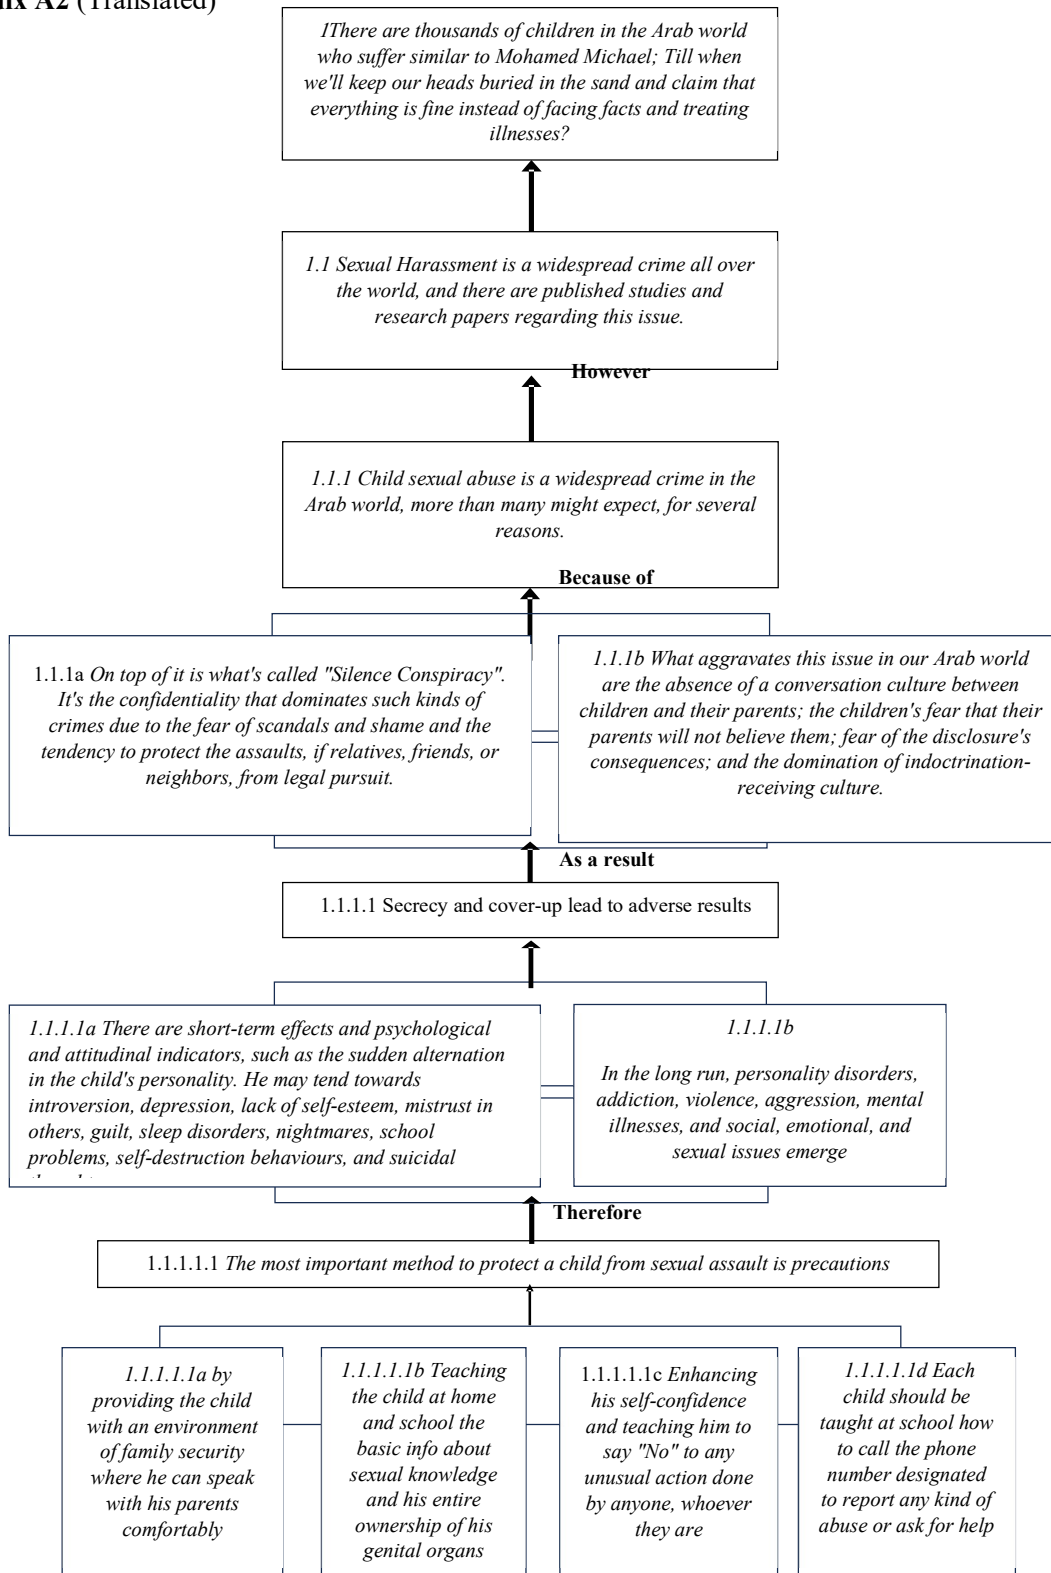 A2 (Translated)
1There are thousands of children in the Arab world
who suffer similar to Mohamed Michael; Till when
we'll keep our heads buried in the sand and claim that
everything is fine instead of facing facts and treating
illnesses?
1.1 Sexual Harassment is a widespread crime all over
the world, and there are published studies and
research papers regarding this issue.
However
1.1.1 Child sexual abuse is a widespread crime in the
Arab world, more than many might expect, for several
reasons.
Because of
1.1.1a On top of it is what's called "Silence Conspiracy".
It's the confidentiality that dominates such kinds of
crimes due to the fear of scandals and shame and the
tendency to protect the assaults, if relatives, friends, or
neighbors, from legal pursuit.
1.1.1b What aggravates this issue in our Arab world
are the absence of a conversation culture between
children and their parents; the children's fear that their
parents will not believe them; fear of the disclosure's
consequences; and the domination of indoctrination-
receiving culture.
As a result
1.1.1.1 Secrecy and cover-up lead to adverse results
1.1.1.1a There are short-term effects and psychological
and attitudinal indicators, such as the sudden alternation
in the child's personality. He may tend towards
introversion, depression, lack of self-esteem, mistrust in
others, guilt, sleep disorders, nightmares, school
problems, self-destruction behaviours, and suicidal
1.1.1.1b
In the long run, personality disorders,
addiction, violence, aggression, mental
illnesses, and social, emotional, and
sexual issues emerge
Therefore
1.1.1.1.1 The most important method to protect a child from sexual assault is precautions
1.1.1.1.1a by
providing the child
with an environment
of family security
where he can speak
with his parents
comfortably
1.1.1.1.1b Teaching
the child at home
and school the
basic info about
sexual knowledge
and his entire
ownership of his
genital organs
1.1.1.1.1c Enhancing
his self-confidence
and teaching him to
say "No" to any
unusual action done
by anyone, whoever
they are
1.1.1.1.1d Each
child should be
taught at school how
to call the phone
number designated
to report any kind of
abuse or ask for help